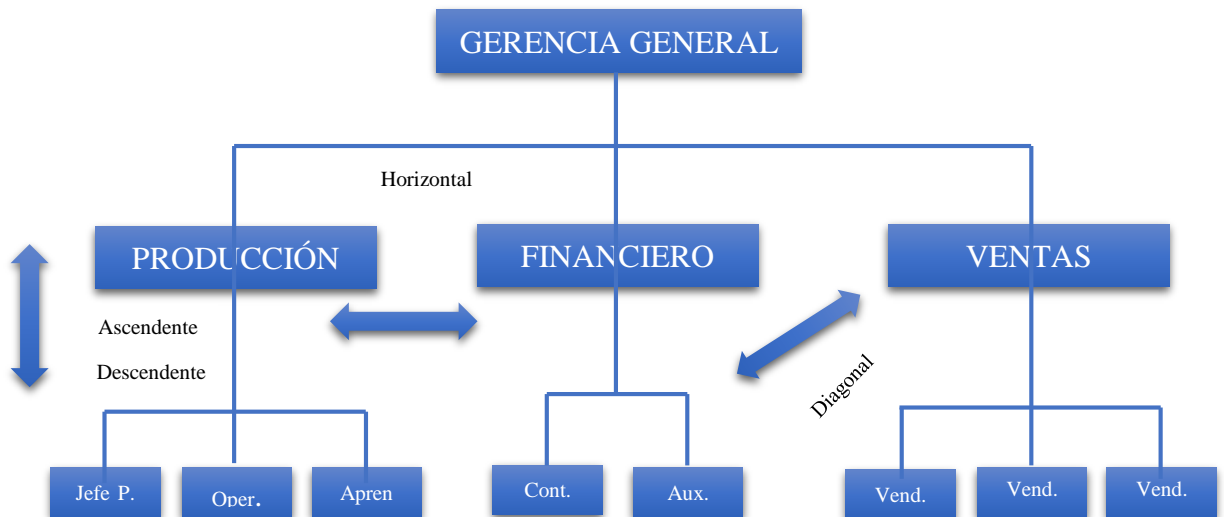 GERENCIA GENERAL
Horizontal
PRODUCCIÓN
FINANCIERO
VENTAS
Ascendente
Descendente
Diagonal
Jefe P.
Oper.
Apren
Cont.
Aux.
Vend.
Vend.
Vend.